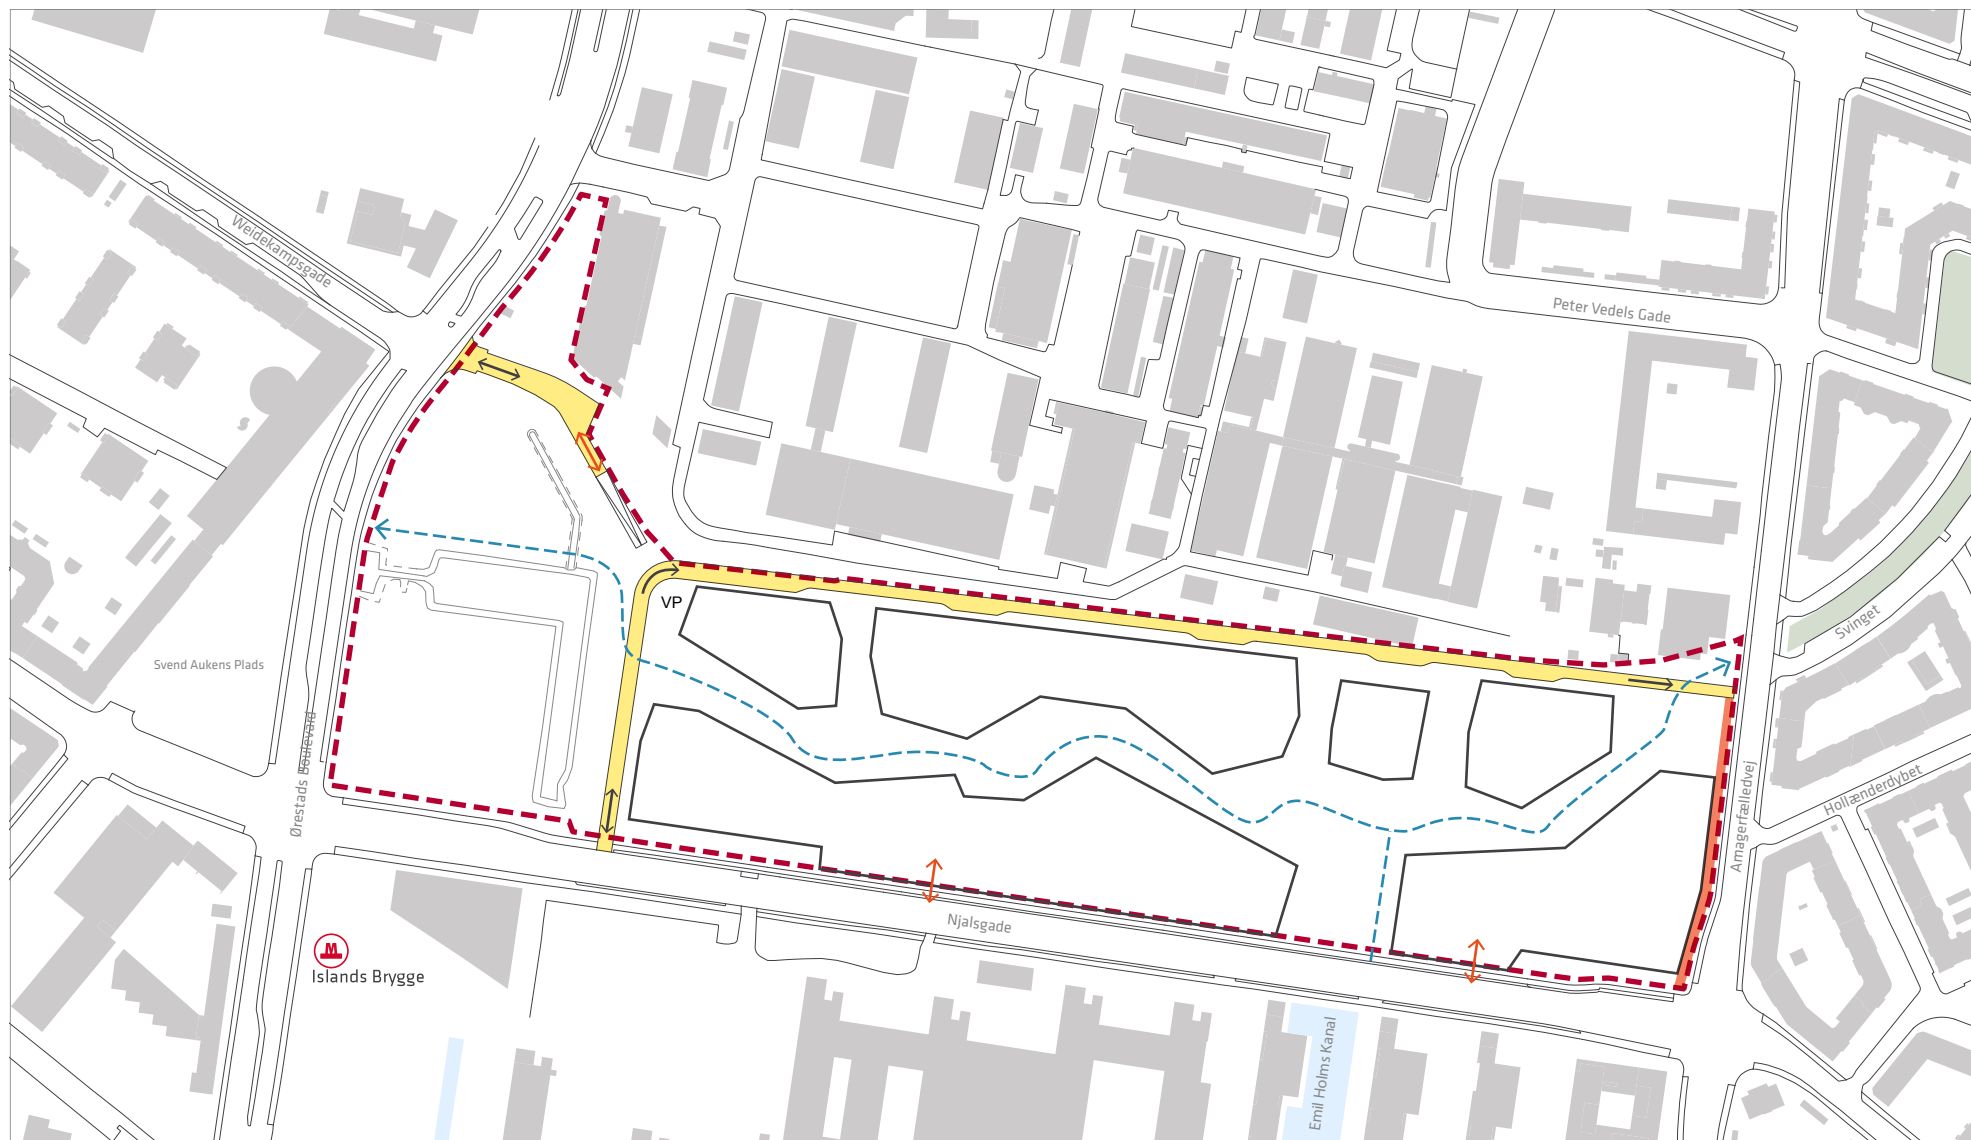 Weidekampsgade
Peter Vedels Gade
VP
Svinget
Svend Aukens Plads
Ørestads Boulevard
Amagerfælledvej
Hollænderdybet
Njalsgade
M
Islands Brygge
Emil Holms Kanal